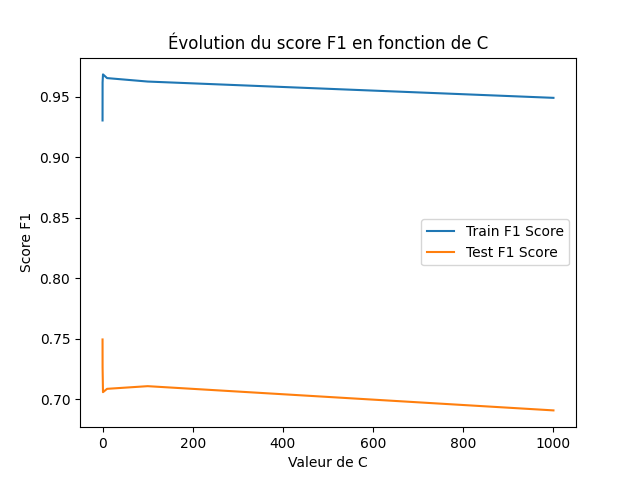 Évolution du score F1 en fonction de C
Score F1
0.95
0.90
0.85
0.80
0.75
0.70
Train F1 Score
Test F1 Score
0
200
400
600
800
1000
Valeur de C